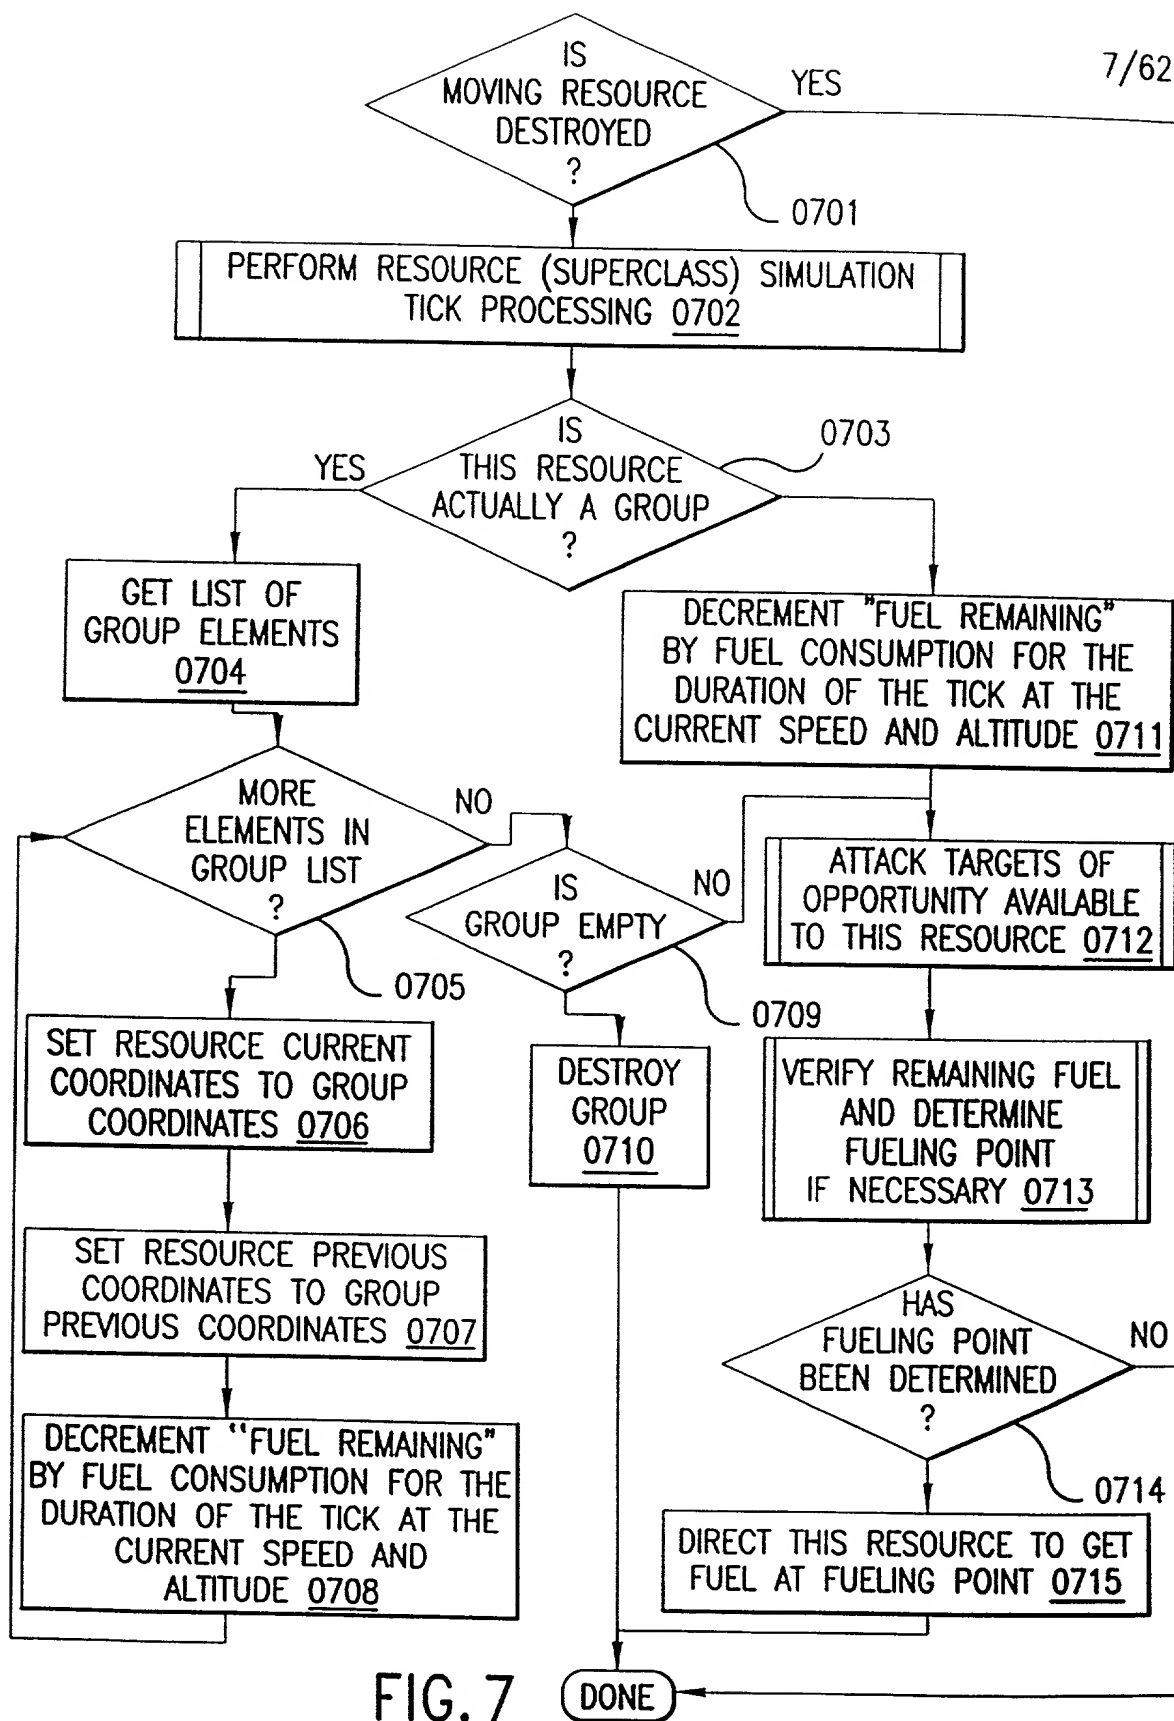 7/62
IS
MOVING RESOURCE
DESTROYED
?
YES
0701
PERFORM RESOURCE (SUPERCLASS) SIMULATION
TICK PROCESSING 0702
IS
THIS RESOURCE
ACTUALLY A GROUP
?
YES
0703
GET LIST OF
GROUP ELEMENTS
0704
DECREMENT "FUEL REMAINING"
BY FUEL CONSUMPTION FOR THE
DURATION OF THE TICK AT THE
CURRENT SPEED AND ALTITUDE 0711
MORE
ELEMENTS IN
GROUP LIST
?
NO
0705
IS
GROUP EMPTY
?
NO
0709
ATTACK TARGETS OF
OPPORTUNITY AVAILABLE
TO THIS RESOURCE 0712
SET RESOURCE CURRENT
COORDINATES TO GROUP
COORDINATES 0706
DESTROY
GROUP
0710
VERIFY REMAINING FUEL
AND DETERMINE
FUELING POINT
IF NECESSARY 0713
SET RESOURCE PREVIOUS
COORDINATES TO GROUP
PREVIOUS COORDINATES 0707
HAS
FUELING POINT
BEEN DETERMINED
?
NO
0714
DECREMENT "FUEL REMAINING"
BY FUEL CONSUMPTION FOR THE
DURATION OF THE TICK AT THE
CURRENT SPEED AND
ALTITUDE 0708
DIRECT THIS RESOURCE TO GET
FUEL AT FUELING POINT 0715
DONE
FIG. 7